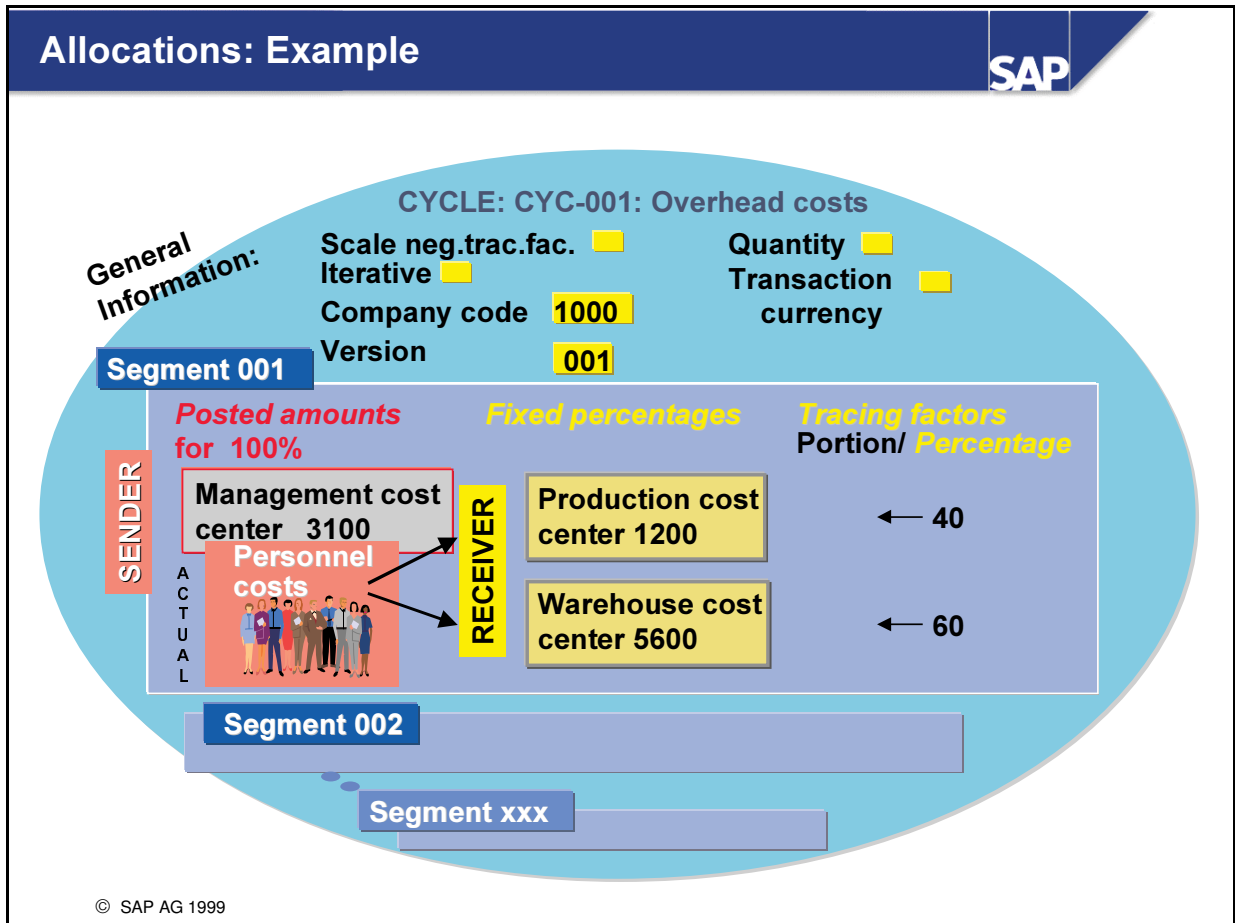 Allocations: Example
SAP
CYCLE: CYC-001: Overhead costs
General
Information:
Scale neg.trac.fac.
Quantity
Iterative
Transaction
currency
Company code 1000
Version 001
Segment 001
Posted amounts
for 100%
Fixed percentages
Tracing factors
Portion/ Percentage
SENDER
Management cost
center 3100
ACTUAL
Personnel
costs
RECEIVER
Production cost
center 1200
40
Warehouse cost
center 5600
60
Segment 002
Segment xxx
© SAP AG 1999